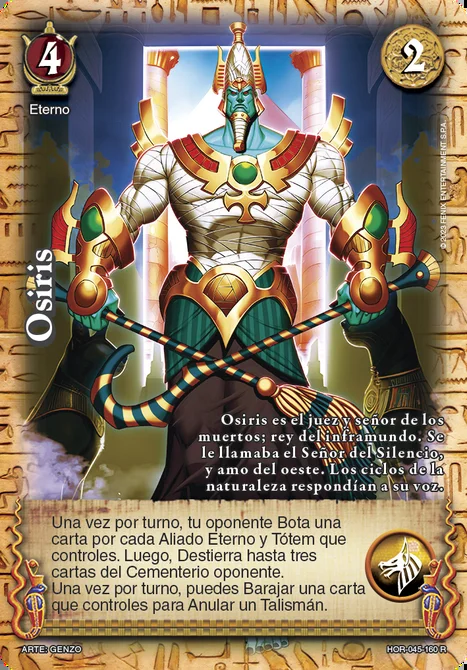 4
2
Eterno
© 2023 FENIX ENTERTAINMENT S.P.A.
Osiris
Osiris es el juez y señor de los
muertos; rey del inframundo. Se
le llamaba el Señor del Silencio,
y amo del oeste. Los ciclos de la
naturaleza respondían a su voz.
Una vez por turno, tu oponente Bota una
carta por cada Aliado Eterno y Tótem que
controles. Luego, Destierra hasta tres
cartas del Cementerio oponente.
Una vez por turno, puedes Barajar una carta
que controles para Anular un Talismán.
ARTE: GENZO
HOR-045-160 R